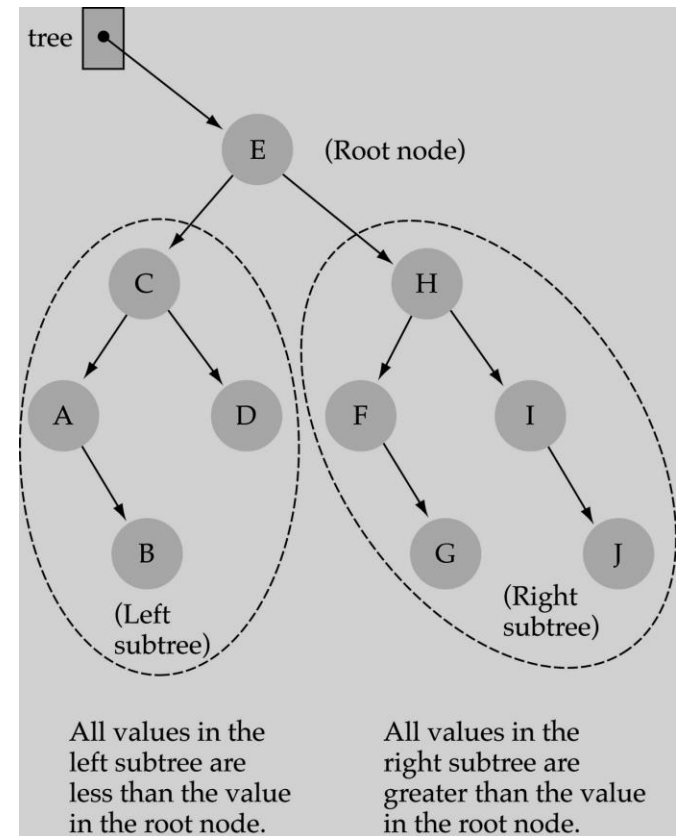 tree
E
(Root node)
C
H
A
D
F
I
B
G
J
(Left
subtree)
(Right
subtree)
All values in the
left subtree are
less than the value
in the root node.
All values in the
right subtree are
greater than the value
in the root node.